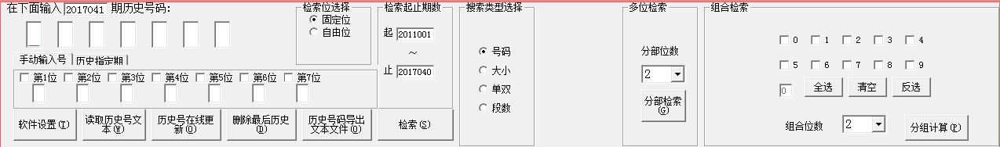 在下面输入 2017041 期历史号码:
手动输入号 历史指定期
第1位 第2位 第3位 第4位 第5位 第6位 第7位
软件设置(T)
读取历史号文
本(W)
历史号在线更
新(O)
删除最后历史
(D)
历史号码导出
文本文件(O)
检索位选择
固定位
自由位
检索起止期数
起 2011001
～
止 2017040
检索(S)
搜索类型选择
号码
大小
单双
段数
多位检索
分部位数
2
分部检索
(G)
组合检索
0 1 2 3 4
5 6 7 8 9
0 全选 清空 反选
组合位数 2 分组计算(P)